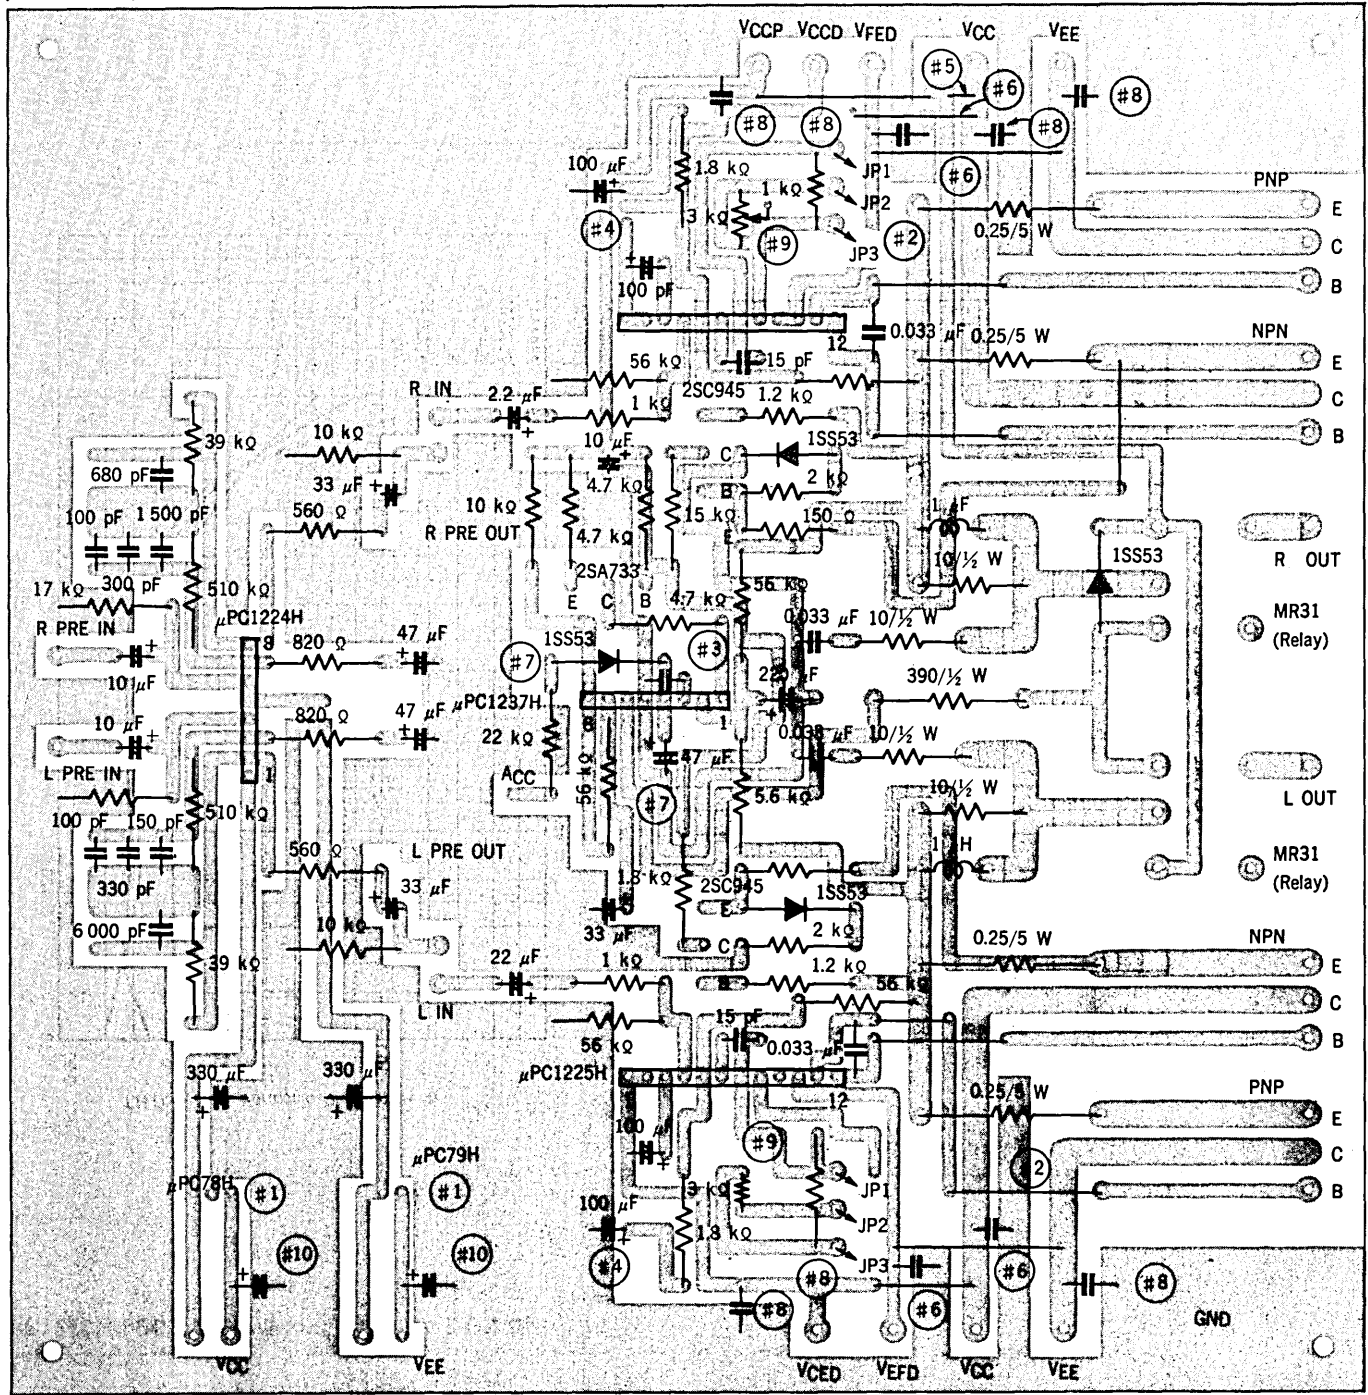 VCCP VCCD VFED VCC VEE
#5
#6
#8
#8 #8 #8
JP1
#6
100 µF
+
1.8 kΩ
1 kΩ
JP2
PNP
E
3 kΩ
#4
#9
#2
0.25/5 W
JP3
C
+
100 pF
B
12
0.033 µF
0.25/5 W
NPN
E
56 kΩ
15 pF
R IN
2.2 µF
+
2SC945
1.2 kΩ
1 kΩ
C
B
39 kΩ
10 kΩ
10 µF
+
C
1SS53
680 pF
33 µF
+
4.7 kΩ
B
2 kΩ
100 pF 1 500 pF
560 Ω
10 kΩ
15 kΩ
150 Ω
R PRE OUT
4.7 kΩ
E
300 pF
2SA733
1SS53
R OUT
17 kΩ
510 kΩ
56 kΩ
10/½ W
R PRE IN
µPC1224H
E C B
4.7 kΩ
0.033 µF
10/½ W
MR31
(Relay)
8
820 Ω
47 µF
+
1SS53
#7
#3
10 µF
+
µPC1237H
220 µF
+
390/½ W
10 µF
+
820 Ω
47 µF
+
8
1
22 kΩ
0.033 µF
10/½ W
L PRE IN
1
ACC
56 kΩ
47 µF
+
#7
5.6 kΩ
10/½ W
L OUT
100 pF 150 pF
510 kΩ
560 Ω
L PRE OUT
330 pF
33 µF
+
1.8 kΩ
2SC945
1SS53
MR31
(Relay)
E
6 000 pF
10 kΩ
33 µF
2 kΩ
0.25/5 W
NPN
39 kΩ
22 µF
+
1 kΩ
C
1.2 kΩ
E
B
56 kΩ
L IN
C
56 kΩ
15 pF
0.033 µF
B
330 µF
+
330 µF
+
µPC1225H
12
0.25/5 W
PNP
E
100 µF
+
#9
µPC79H
C
µPC78H
#1
#1
3 kΩ
JP1
2
B
100 µF
+
1.8 kΩ
JP2
#10
#10
#4
JP3
#6
#8
+
+
#8
#8
#6
GND
VCC VEE VCED VEFD VCC VEE